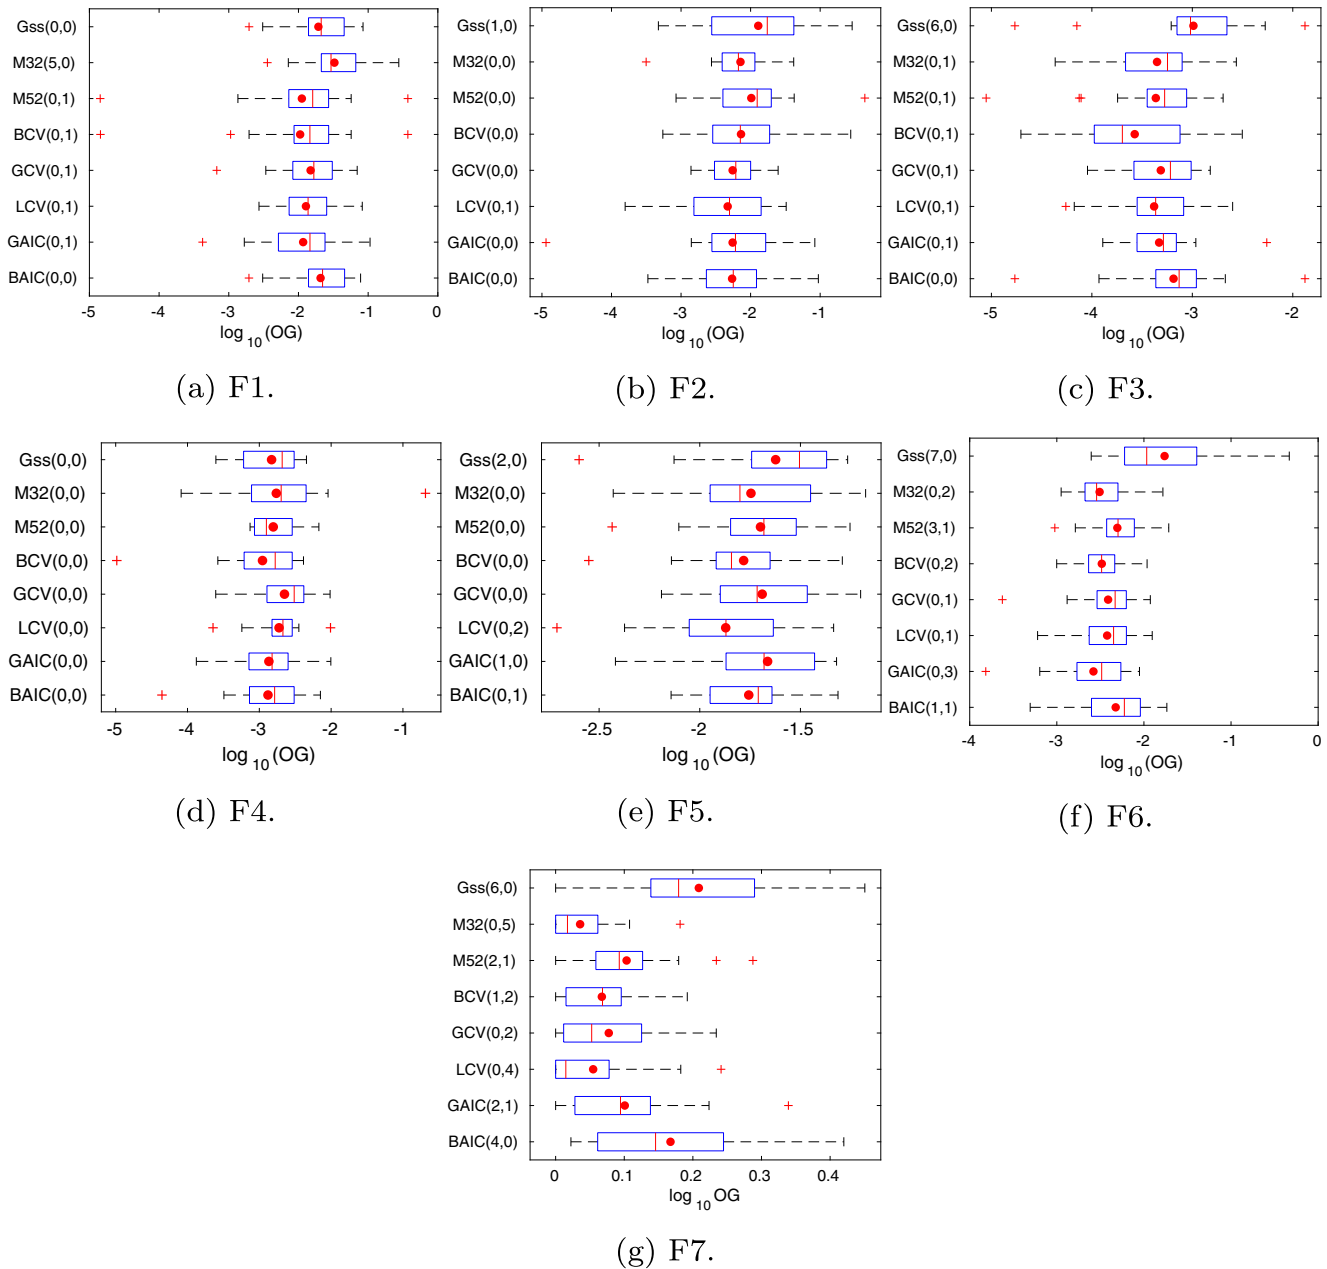 Gss(0,0)
M32(5,0)
M52(0,1)
BCV(0,1)
GCV(0,1)
LCV(0,1)
GAIC(0,1)
BAIC(0,0)
-5 -4 -3 -2 -1 0
log 10 (OG)
(a) F1.
Gss(1,0)
M32(0,0)
M52(0,0)
BCV(0,0)
GCV(0,0)
LCV(0,1)
GAIC(0,0)
BAIC(0,0)
-5 -4 -3 -2 -1
log 10 (OG)
(b) F2.
Gss(6,0)
M32(0,1)
M52(0,1)
BCV(0,1)
GCV(0,1)
LCV(0,1)
GAIC(0,1)
BAIC(0,0)
-5 -4 -3 -2
log 10 (OG)
(c) F3.
Gss(0,0)
M32(0,0)
M52(0,0)
BCV(0,0)
GCV(0,0)
LCV(0,0)
GAIC(0,0)
BAIC(0,0)
-5 -4 -3 -2 -1
log 10 (OG)
(d) F4.
Gss(2,0)
M32(0,0)
M52(0,0)
BCV(0,0)
GCV(0,0)
LCV(0,2)
GAIC(1,0)
BAIC(0,1)
-2.5 -2 -1.5
log 10 (OG)
(e) F5.
Gss(7,0)
M32(0,2)
M52(3,1)
BCV(0,2)
GCV(0,1)
LCV(0,1)
GAIC(0,3)
BAIC(1,1)
-4 -3 -2 -1 0
log 10 (OG)
(f) F6.
Gss(6,0)
M32(0,5)
M52(2,1)
BCV(1,2)
GCV(0,2)
LCV(0,4)
GAIC(2,1)
BAIC(4,0)
0 0.1 0.2 0.3 0.4
log 10 OG
(g) F7.